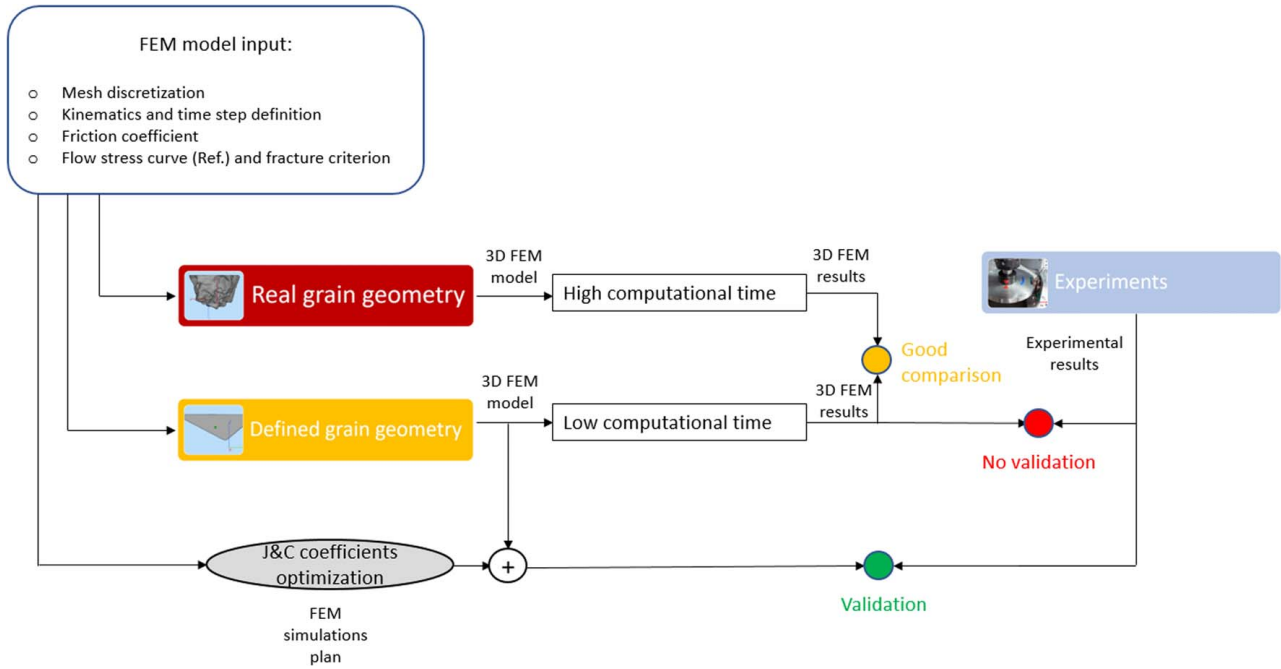 FEM model input:
o Mesh discretization
o Kinematics and time step definition
o Friction coefficient
o Flow stress curve (Ref.) and fracture criterion
3D FEM
model
3D FEM
results
Real grain geometry
High computational time
Experiments
Good
comparison
Experimental
results
3D FEM
model
3D FEM
results
Defined grain geometry
Low computational time
No validation
J&C coefficients
optimization
+
Validation
FEM
simulations
plan